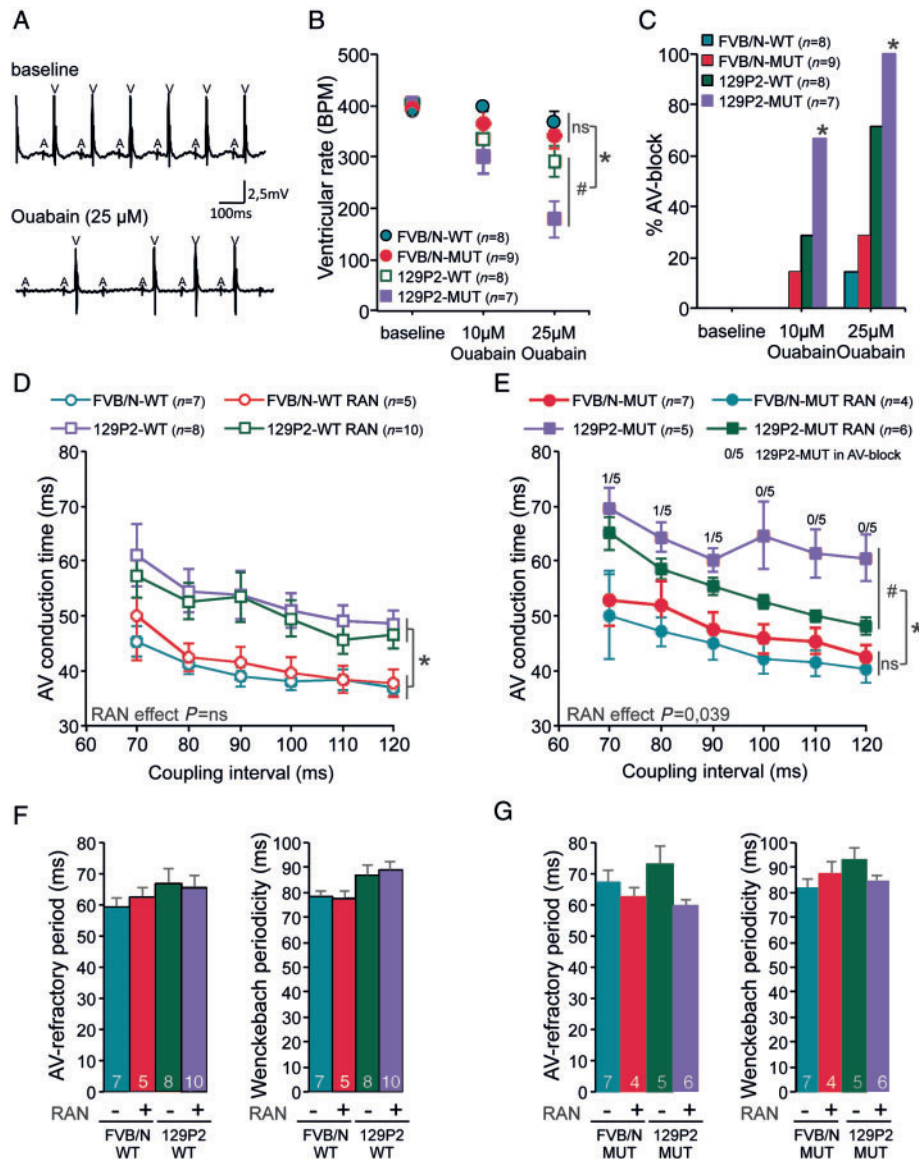 A
baseline
V V V V V V V
A A A A A A
2,5mV
100ms
Ouabain (25 µM)
V V V V
A A A A A A A
B
Ventricular rate (BPM)
500
400
300
200
100
0
ns
*
#
FVB/N-WT (n=8)
FVB/N-MUT (n=9)
129P2-WT (n=8)
129P2-MUT (n=7)
baseline
10µM
Ouabain
25µM
Ouabain
C
FVB/N-WT (n=8)
FVB/N-MUT (n=9)
129P2-WT (n=8)
129P2-MUT (n=7)
*
*
% AV-block
100
80
60
40
20
0
baseline
10µM
Ouabain
25µM
Ouabain
D
FVB/N-WT (n=7)
FVB/N-WT RAN (n=5)
129P2-WT (n=8)
129P2-WT RAN (n=10)
AV conduction time (ms)
80
70
60
50
40
30
*
RAN effect P=ns
60 70 80 90 100 110 120
Coupling interval (ms)
E
FVB/N-MUT (n=7)
FVB/N-MUT RAN (n=4)
129P2-MUT (n=5)
129P2-MUT RAN (n=6)
0/5 129P2-MUT in AV-block
AV conduction time (ms)
80
70
60
50
40
30
1/5 1/5 1/5 0/5 0/5 0/5
#
*
ns
RAN effect P=0,039
60 70 80 90 100 110 120
Coupling interval (ms)
F
AV-refractory period (ms)
80
70
60
50
40
30
20
10
0
7 5 8 10
RAN - + - +
FVB/N
WT
129P2
WT
Wenckebach periodicity (ms)
100
90
80
70
60
50
40
30
20
10
0
7 5 8 10
- + - +
FVB/N
WT
129P2
WT
G
AV-refractory period (ms)
80
70
60
50
40
30
20
10
0
7 4 5 6
RAN - + - +
FVB/N
MUT
129P2
MUT
Wenckebach periodicity (ms)
100
90
80
70
60
50
40
30
20
10
0
7 4 5 6
- + - +
FVB/N
MUT
129P2
MUT